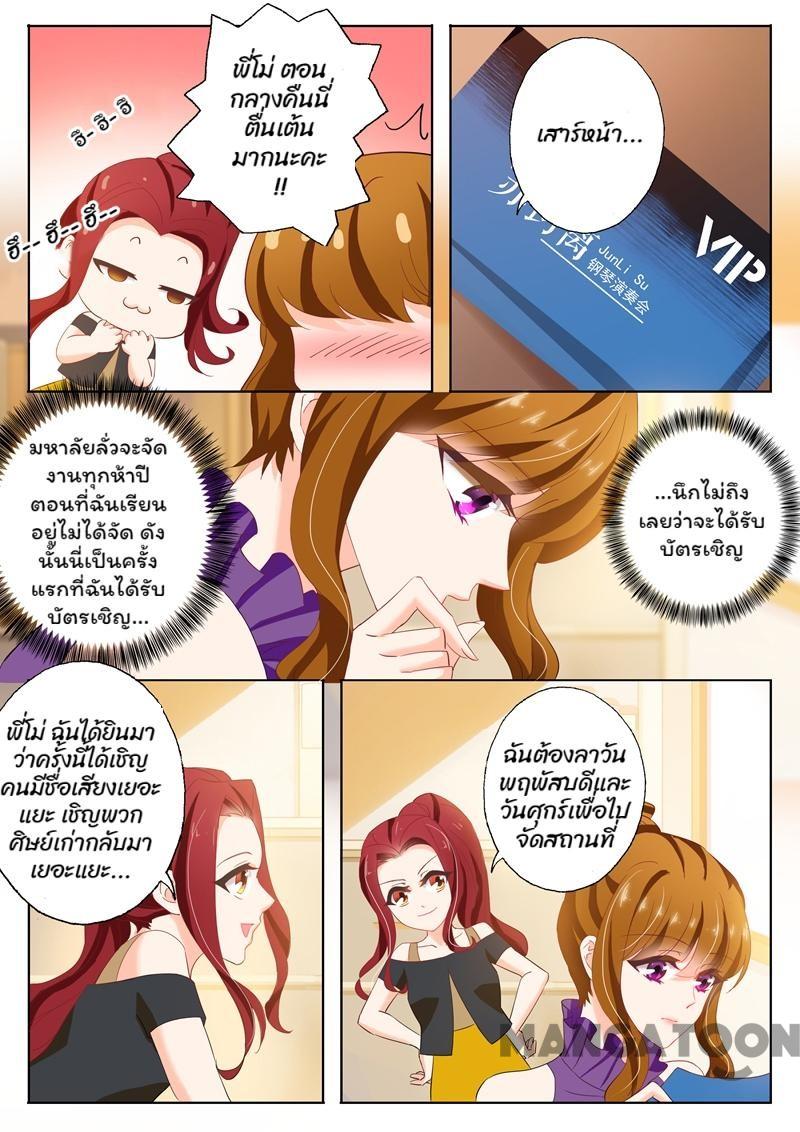 พี่โม่ ตอน
กลางคืนนี่
ตื่นเต้น
มากนะคะ
!!
ฮึ- ฮึ- ฮึ
ฮึ-- ฮึ-- ฮึ--
เสาร์หน้า...
VIP
JunLi Su
钢琴演奏会
มหาลัยลั่วจะจัด
งานทุกห้าปี
ตอนที่ฉันเรียน
อยู่ไม่ได้จัด ดัง
นั้นนี่เป็นครั้ง
แรกที่ฉันได้รับ
บัตรเชิญ...
...นึกไม่ถึง
เลยว่าจะได้รับ
บัตรเชิญ
พี่โม่ ฉันได้ยินมา
ว่าครั้งนี้ได้เชิญ
คนมีชื่อเสียงเยอะ
แยะ เชิญพวก
ศิษย์เก่ากลับมา
เยอะแยะ...
ฉันต้องลาวัน
พฤหัสบดีและ
วันศุกร์เพื่อไป
จัดสถานที่
MANGATOON